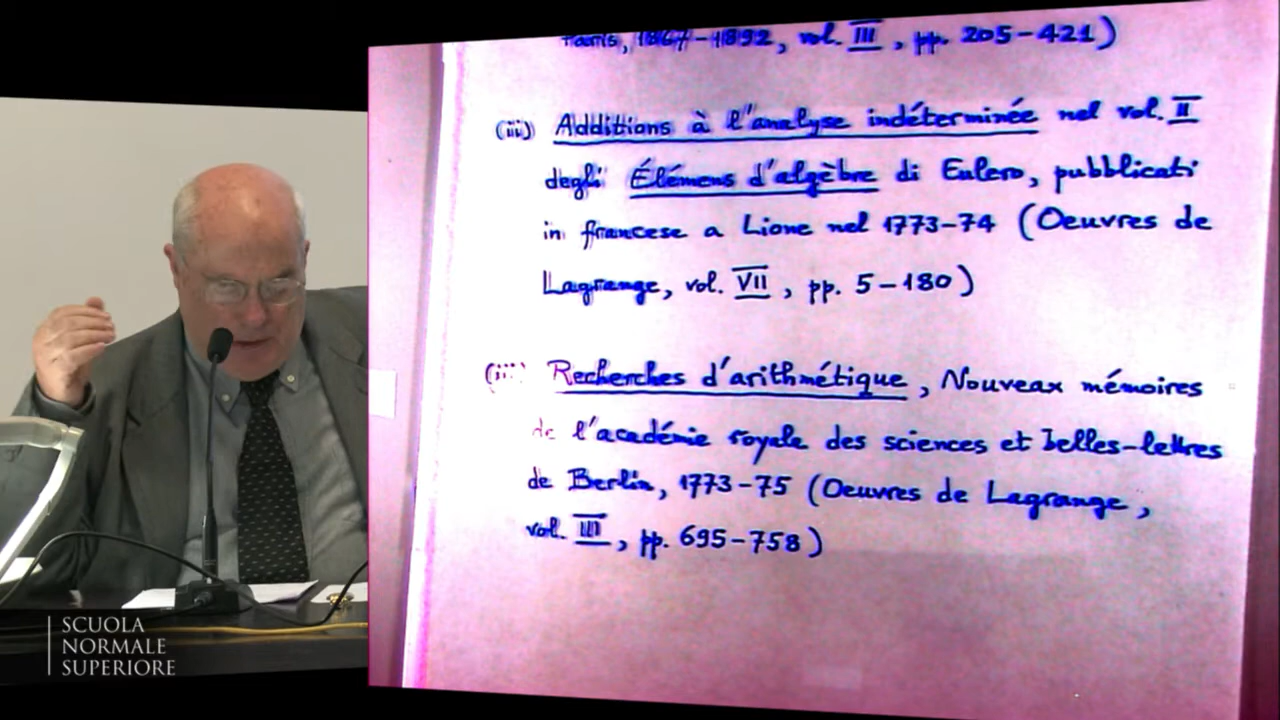 Paris, 1867-1892, vol. III, pp. 205-421)
(iii) Additions à l'analyse indéterminée nel vol. II
degli Élémens d'algèbre di Eulero, pubblicati
in francese a Lione nel 1773-74 (Oeuvres de
Lagrange, vol. VII, pp. 5-180)
Recherches d'arithmétique, Nouveax mémoires
de l'académie royale des sciences et belles-lettres
de Berlin, 1773-75 (Oeuvres de Lagrange,
vol. III, pp. 695-758)
SCUOLA
NORMALE
SUPERIORE